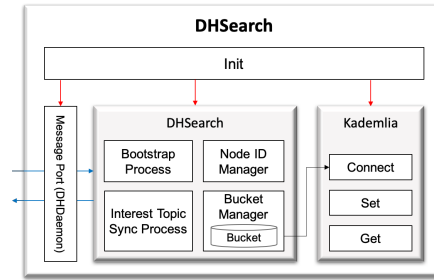 DHSearch
Init
Message Port (DHDaemon)
DHSearch
Bootstrap
Process
Node ID
Manager
Interest Topic
Sync Process
Bucket
Manager
Bucket
Kademlia
Connect
Set
Get